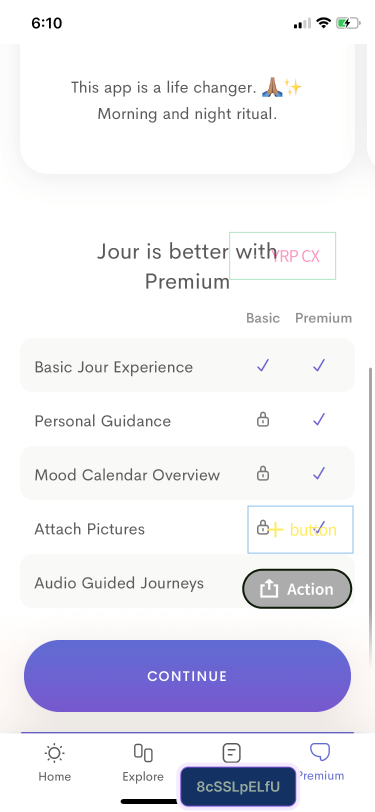 6:10
This app is a life changer. 🙏🏽✨
Morning and night ritual.
Jour is better with
YRP CX
Premium
Basic Premium
Basic Jour Experience
Personal Guidance
Mood Calendar Overview
Attach Pictures
+ button
Audio Guided Journeys
Action
CONTINUE
Home Explore Premium
8cSSLpELfU